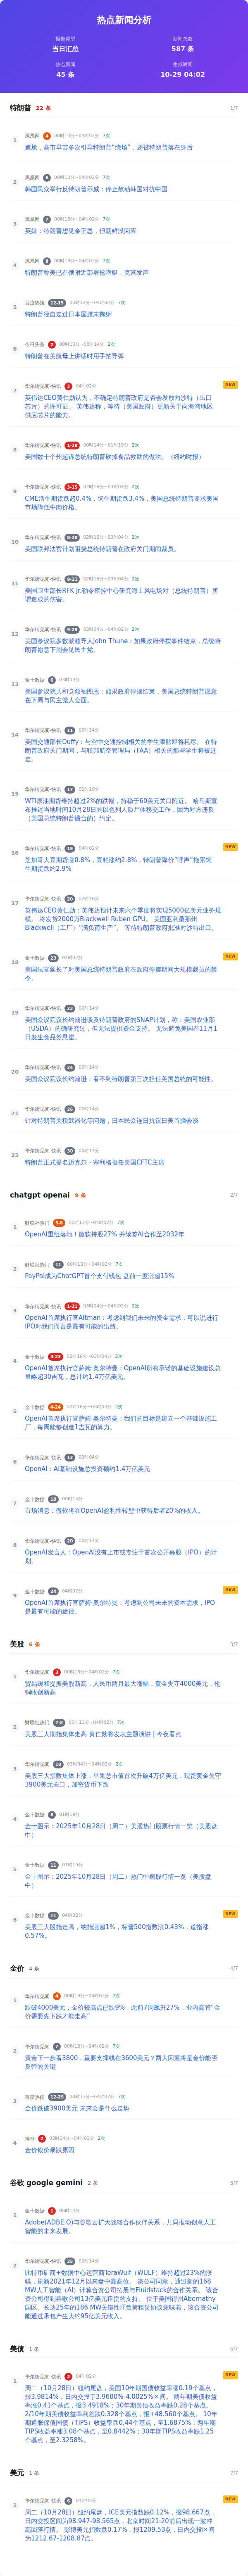 热点新闻分析
报告类型
新闻总数
当日汇总
587 条
热点新闻
生成时间
45 条
10-29 04:02
特朗普 22 条 1/7
1 凤凰网 4 00时13分~04时02分 7次
尴尬，高市早苗多次引导特朗普“绕场”，还被特朗普落在身后
2 凤凰网 6 00时13分~04时02分 7次
韩国民众举行反特朗普示威：停止鼓动韩国对抗中国
3 凤凰网 7 00时13分~04时02分 7次
英媒：特朗普想见金正恩，但朝鲜没回应
4 凤凰网 8 00时13分~04时02分 7次
特朗普称美已在俄附近部署核潜艇，克宫发声
5 百度热搜 12-15 00时13分~04时02分 7次
特朗普径自走过日本国旗未鞠躬
6 今日头条 2 00时13分~00时14分 2次
特朗普在美航母上讲话时用手拍导弹
7 华尔街见闻-快讯 3 04时02分 NEW
英伟达CEO黄仁勋认为，不确定特朗普政府是否会发放向沙特（出口
芯片）的许可证。 英伟达称，等待（美国政府）更新关于向海湾地区
供应芯片的能力。
8 华尔街见闻-快讯 1-28 00时14分~01时19分 2次
美国数十个州起诉总统特朗普砍掉食品救助的做法。（纽约时报）
9 华尔街见闻-快讯 3-15 02时16分~03时04分 2次
CME活牛期货跌超0.4%，饲牛期货跌3.4%，美国总统特朗普要求美国
市场降低牛肉价格。
10 华尔街见闻-快讯 8-20 02时16分~03时04分 2次
美国联邦法官计划阻挠总统特朗普在政府关门期间裁员。
11 华尔街见闻-快讯 9-21 02时16分~03时04分 2次
美国卫生部长RFK Jr.勒令疾控中心研究海上风电场对（总统特朗普）所
谓造成的伤害。
12 华尔街见闻-快讯 6-29 03时04分~04时02分 2次
美国参议院多数派领导人John Thune：如果政府停摆事件结束，总统特
朗普愿意下周会见民主党。
13 金十数据 6 03时04分
美国参议院共和党领袖图恩：如果政府停摆结束，美国总统特朗普愿意
在下周与民主党人会面。
14 华尔街见闻-快讯 11 00时14分
美国交通部长Duffy：与空中交通控制相关的学生津贴即将耗尽。 在特
朗普政府关门期间，与联邦航空管理局（FAA）相关的那些学生将被赶
走。
15 华尔街见闻-快讯 17 01时19分
WTI原油期货维持超过2%的跌幅，持稳于60美元关口附近。 哈马斯宣
布推迟当地时间10月28日的以色列人质尸体移交工作，因为对方违反
（美国总统特朗普撮合的）约定。
16 华尔街见闻-快讯 19 04时02分 NEW
芝加哥大豆期货涨0.8%，豆粕涨约2.8%，特朗普降价“呼声”拖累饲
牛期货跌约2.9%
17 华尔街见闻-快讯 20 02时16分
英伟达CEO黄仁勋：英伟达预计未来六个季度将实现5000亿美元业务规
模。 将发货2000万Blackwell Ruben GPU。 美国亚利桑那州
Blackwell（工厂）“满负荷生产”。 等待特朗普政府批准对沙特出口。
18 金十数据 23 04时02分 NEW
美国法官延长了对美国总统特朗普政府在政府停摆期间大规模裁员的禁
令。
19 华尔街见闻-快讯 23 00时14分
美国众议院议长约翰逊谈及特朗普政府的SNAP计划，称：美国农业部
（USDA）的确研究过，但无法提供资金支持。 无法避免美国在11月1
日发生食品券悬崖。
20 华尔街见闻-快讯 24 00时14分
美国众议院议长约翰逊：看不到特朗普第三次担任美国总统的可能性。
21 华尔街见闻-快讯 26 00时14分
针对特朗普关税武器化等问题，日本民众连日抗议日美首脑会谈
22 华尔街见闻-快讯 30 00时14分
特朗普正式提名迈克尔·塞利格担任美国CFTC主席
chatgpt openai 9 条 2/7
1 财联社热门 5-8 00时13分~04时02分 7次
OpenAI重组落地！微软持股27% 并续签AI合作至2032年
2 财联社热门 11 00时13分~04时02分 7次
PayPal成为ChatGPT首个支付钱包 盘前一度涨超15%
3 华尔街见闻-快讯 1-21 03时04分~04时02分 2次
OpenAI首席执行官Altman：考虑到我们未来的资金需求，可以说进行
IPO对我们而言是最有可能的出路。
4 金十数据 3-23 02时16分~03时04分 2次
OpenAI首席执行官萨姆·奥尔特曼：OpenAI所有承诺的基础设施建设总
量略超30吉瓦，总计约1.4万亿美元。
5 金十数据 4-24 02时16分~03时04分 2次
OpenAI首席执行官萨姆·奥尔特曼：我们的目标是建立一个基础设施工
厂，每周能够创造1吉瓦的算力。
6 华尔街见闻-快讯 12 03时04分
OpenAI：AI基础设施总投资额约1.4万亿美元
7 金十数据 18 00时14分
市场消息：微软将在OpenAI盈利性转型中获得后者20%的收入。
8 华尔街见闻-快讯 20 00时14分
OpenAI发言人：OpenAI没有上市或专注于首次公开募股（IPO）的计
划。
9 金十数据 24 04时02分 NEW
OpenAI首席执行官萨姆·奥尔特曼：考虑到公司未来的资本需求，IPO
是最有可能的途径。
美股 6 条 3/7
1 华尔街见闻 3 00时13分~04时02分 7次
贸易缓和提振美股新高，人民币两月最大涨幅，黄金失守4000美元，伦
铜收创新高
2 财联社热门 7-8 00时13分~04时02分 7次
美股三大期指集体走高 黄仁勋将发表主题演讲 | 今夜看点
3 华尔街见闻 28 03时04分~04时02分 2次
美股三大指数集体上涨，苹果总市值首次升破4万亿美元，现货黄金失守
3900美元关口，加密货币下跌
4 金十数据 8 01时19分
金十图示：2025年10月28日（周二）美股热门股票行情一览（美股盘
中）
5 金十数据 11 01时19分
金十图示：2025年10月28日（周二）热门中概股行情一览（美股盘
中）
6 金十数据 11 04时02分 NEW
美股三大股指走高，纳指涨超1%，标普500指数涨0.43%，道指涨
0.57%。
金价 4 条 4/7
1 华尔街见闻 4 00时13分~04时02分 7次
跌破4000美元，金价较高点已跌9%，此前7周飙升27%，业内高管“金
价需要先下跌才能走高”
2 华尔街见闻 7 00时13分~04时02分 7次
黄金下一步看3800，重要支撑线在3600美元？两大因素将是金价能否
反弹的关键
3 百度热搜 12-29 00时13分~04时02分 7次
金价跌破3900美元 未来会是什么走势
4 抖音 2 03时04分~04时02分 2次
金价银价暴跌原因
谷歌 google gemini 2 条 5/7
1 金十数据 1 00时14分
Adobe(ADBE.O)与谷歌云扩大战略合作伙伴关系，共同推动创意人工
智能的未来发展。
2 华尔街见闻-快讯 29 00时14分
比特币矿商+数据中心运营商TeraWulf（WULF）维持超过23%的涨
幅，刷新2021年12月以来盘中最高位。 该公司同意，通过新的168
MW人工智能（AI）计算合资公司拓展与Fluidstack的合作关系。 该合
资公司得到谷歌公司13亿美元租赁的支持。 位于美国得州Abernathy
园区、长达25年的186 MW关键性IT负荷租赁协议意味着，该合资公司
能通过承包产生大约95亿美元收入。
美债 1 条 6/7
1 华尔街见闻-快讯 2 04时02分 NEW
周二（10月28日）纽约尾盘，美国10年期国债收益率涨0.19个基点，
报3.9814%，日内交投于3.9680%-4.0025%区间。 两年期美债收益率
涨0.41个基点，报3.4918%；30年期美债收益率跌0.28个基点。
2/10年期美债收益率利差跌0.328个基点，报+48.560个基点。 10年
期通胀保值国债（TIPS）收益率跌0.44个基点，至1.6875%；两年期
TIPS收益率涨3.08个基点，至0.8442%；30年期TIPS收益率跌1.25
个基点，至2.3258%。
美元 1 条 7/7
1 华尔街见闻-快讯 6 04时02分 NEW
周二（10月28日）纽约尾盘，ICE美元指数跌0.12%，报98.667点，
日内交投区间为98.947-98.565点，北京时间21:20前后出现一波冲
高回落行情。 彭博美元指数跌0.17%，报1209.53点，日内交投区间
为1212.67-1208.87点。